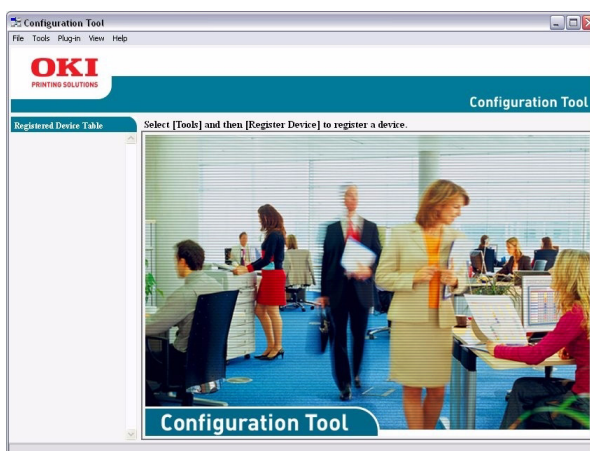 Configuration Tool
File Tools Plug-in View Help
OKI
PRINTING SOLUTIONS
Configuration Tool
Registered Device Table
Select [Tools] and then [Register Device] to register a device.
Configuration Tool